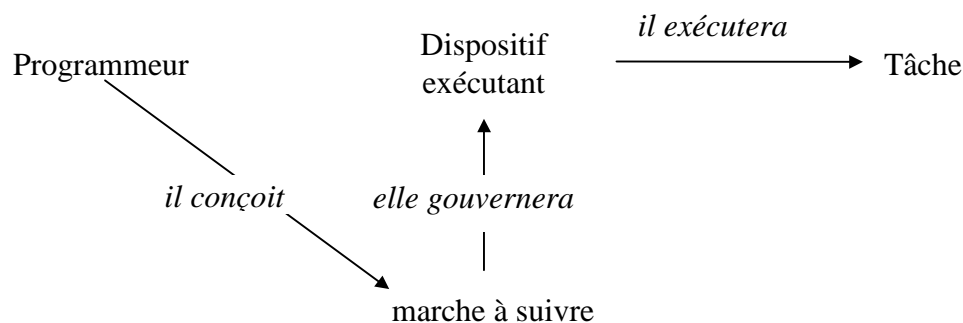 il exécutera
Programmeur
Dispositif
exécutant
Tâche
il conçoit
elle gouvernera
marche à suivre